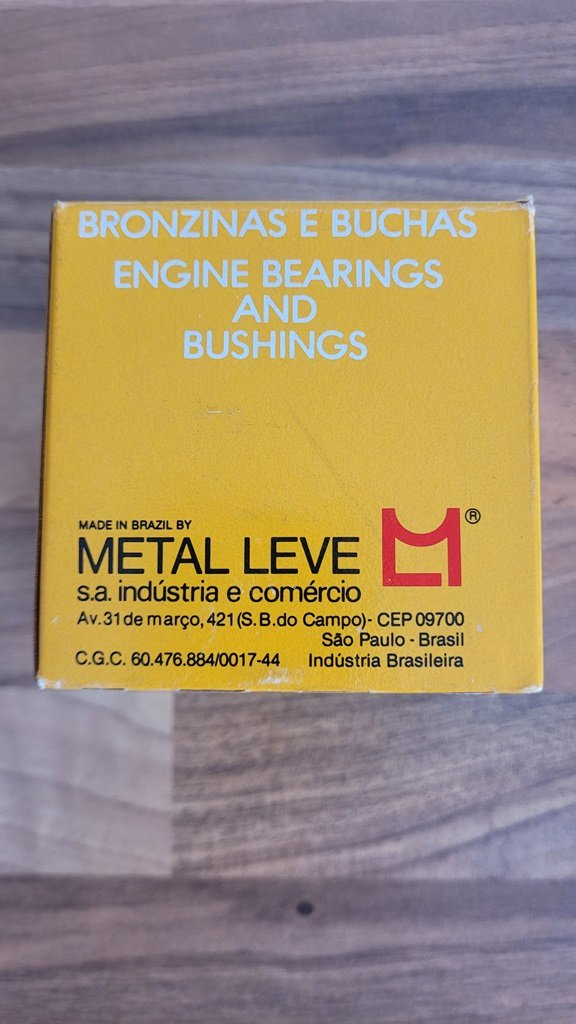 BRONZINAS E BUCHAS
ENGINE BEARINGS
AND
BUSHINGS
MADE IN BRAZIL BY
METAL LEVE ®
s.a. indústria e comércio
Av. 31 de março, 421 (S.B.do Campo)- CEP 09700
São Paulo - Brasil
C.G.C. 60.476.884/0017-44 Indústria Brasileira